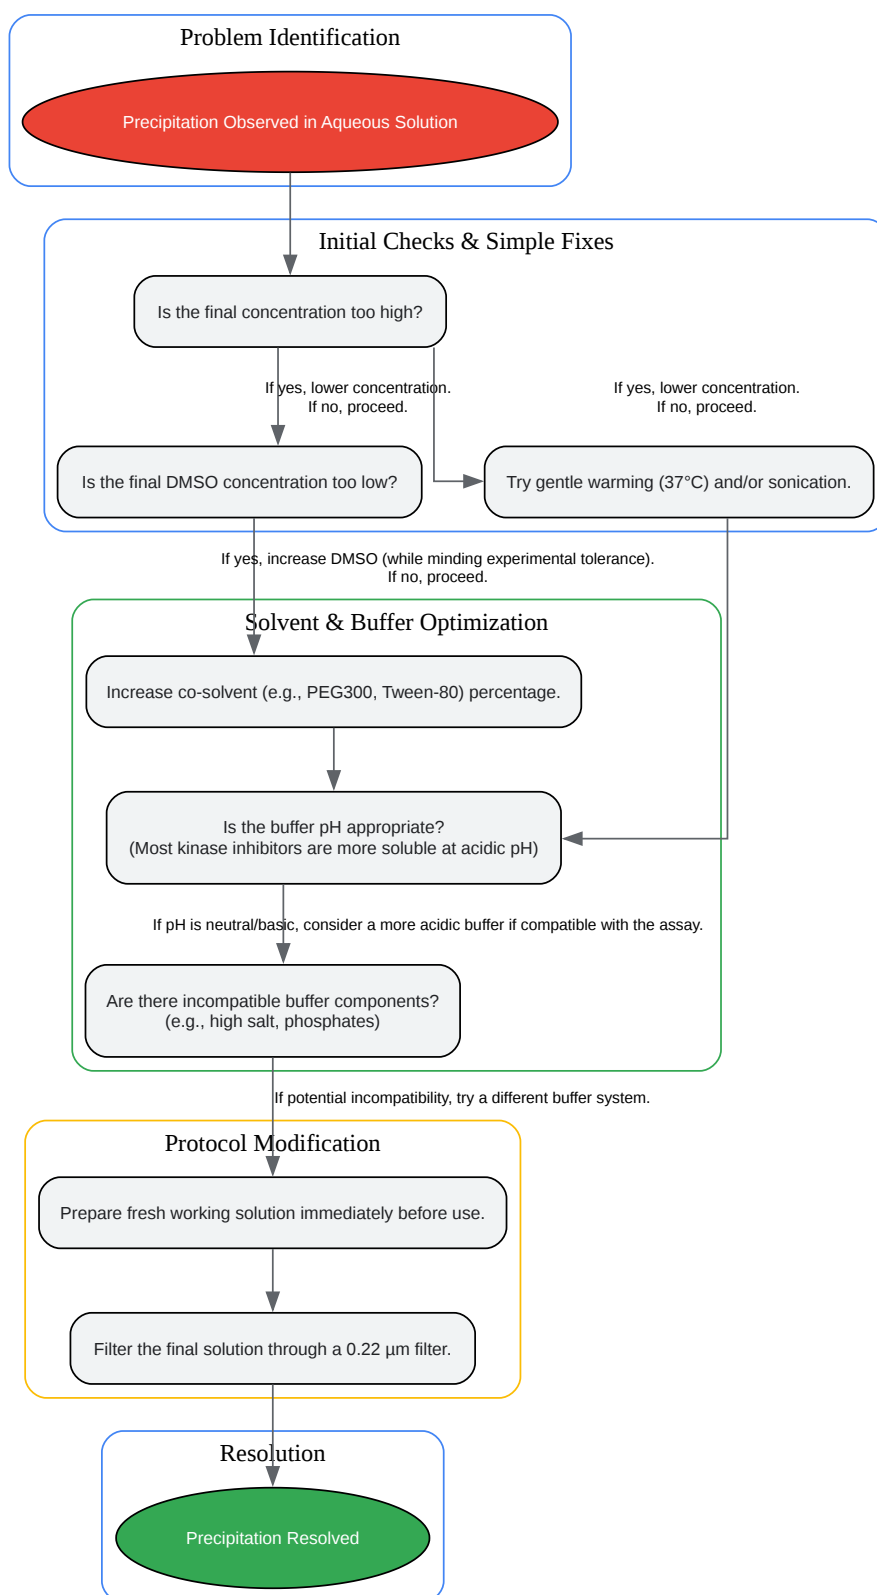 Problem Identification
Precipitation Observed in Aqueous Solution
Initial Checks & Simple Fixes
Is the final concentration too high?
If yes, lower concentration.
If no, proceed.
If yes, lower concentration.
If no, proceed.
Is the final DMSO concentration too low?
Try gentle warming (37°C) and/or sonication.
If yes, increase DMSO (while minding experimental tolerance).
If no, proceed.
Solvent & Buffer Optimization
Increase co-solvent (e.g., PEG300, Tween-80) percentage.
Is the buffer pH appropriate?
(Most kinase inhibitors are more soluble at acidic pH)
If pH is neutral/basic, consider a more acidic buffer if compatible with the assay.
Are there incompatible buffer components?
(e.g., high salt, phosphates)
If potential incompatibility, try a different buffer system.
Protocol Modification
Prepare fresh working solution immediately before use.
Filter the final solution through a 0.22 µm filter.
Resolution
Precipitation Resolved